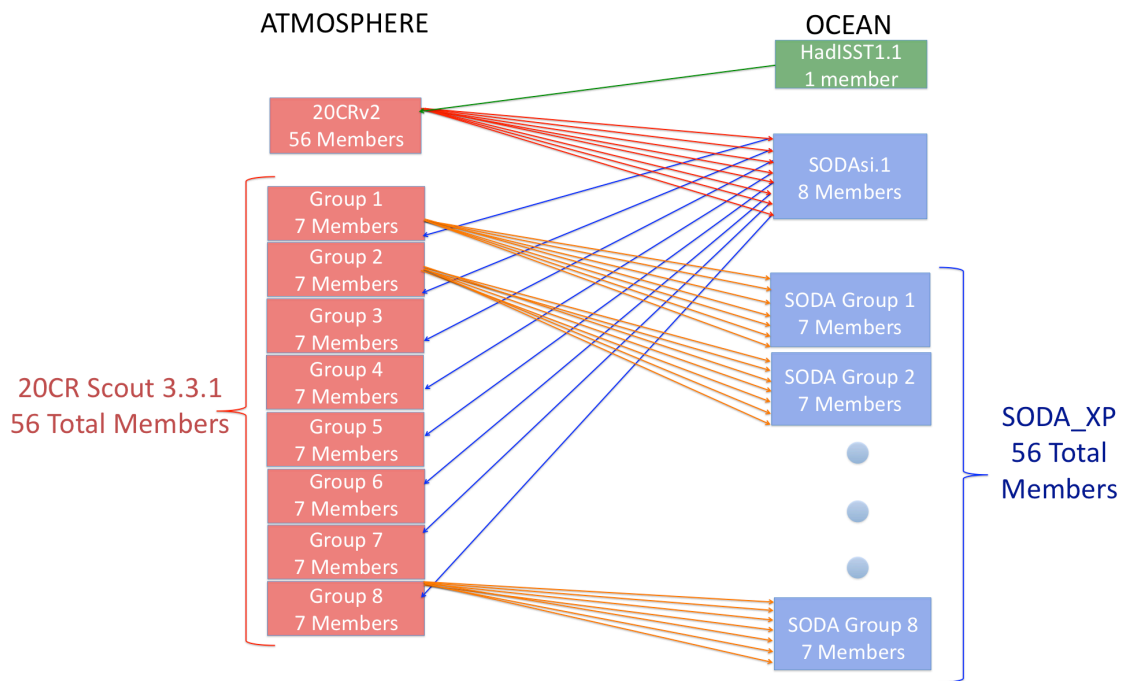 ATMOSPHERE
OCEAN
HadISST1.1
1 member
20CRv2
56 Members
SODAsi.1
8 Members
Group 1
7 Members
Group 2
7 Members
Group 3
7 Members
Group 4
7 Members
Group 5
7 Members
Group 6
7 Members
Group 7
7 Members
Group 8
7 Members
20CR Scout 3.3.1
56 Total Members
SODA Group 1
7 Members
SODA Group 2
7 Members
SODA Group 8
7 Members
SODA_XP
56 Total
Members